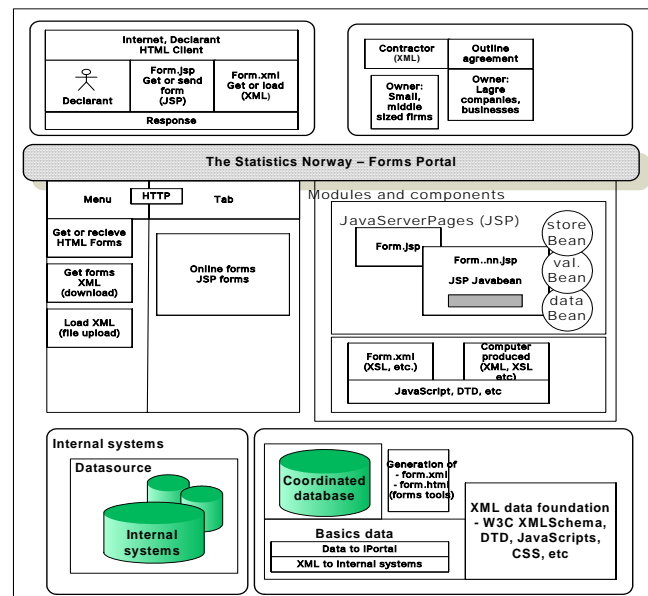 Internet, Declarant
HTML Client
Declarant
Form.jsp
Get or send
form
(JSP)
Form.xml
Get or load
(XML)
Response
Contractor
(XML)
Outline
agreement
Owner:
Small,
middle
sized firms
Owner:
Lagre
companies,
businesses
The Statistics Norway – Forms Portal
Menu
HTTP
Tab
Get or recieve
HTML Forms
Get forms
XML
(download)
Load XML
(file upload)
Online forms
JSP forms
Modules and components
JavaServerPages (JSP)
Form.jsp
Form..nn.jsp
JSP Javabean
store
Bean
val.
Bean
data
Bean
Form.xml
(XSL, etc.)
Computer
produced
(XML, XSL
etc)
JavaScript, DTD, etc
Internal systems
Datasource
Internal
systems
Coordinated
database
Generation of
- form.xml
- form.html
(forms tools)
Basics data
Data to IPortal
XML to Internal systems
XML data foundation
- W3C XMLSchema,
DTD, JavaScripts,
CSS, etc